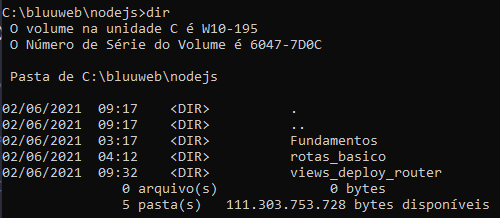 C:\bluuweb\nodejs>dir
 O volume na unidade C é W10-195
 O Número de Série do Volume é 6047-7D0C

 Pasta de C:\bluuweb\nodejs

02/06/2021  09:17    <DIR>          .
02/06/2021  09:17    <DIR>          ..
02/06/2021  03:17    <DIR>          Fundamentos
02/06/2021  04:12    <DIR>          rotas_basico
02/06/2021  09:32    <DIR>          views_deploy_router
               0 arquivo(s)              0 bytes
               5 pasta(s)   111.303.753.728 bytes disponíveis